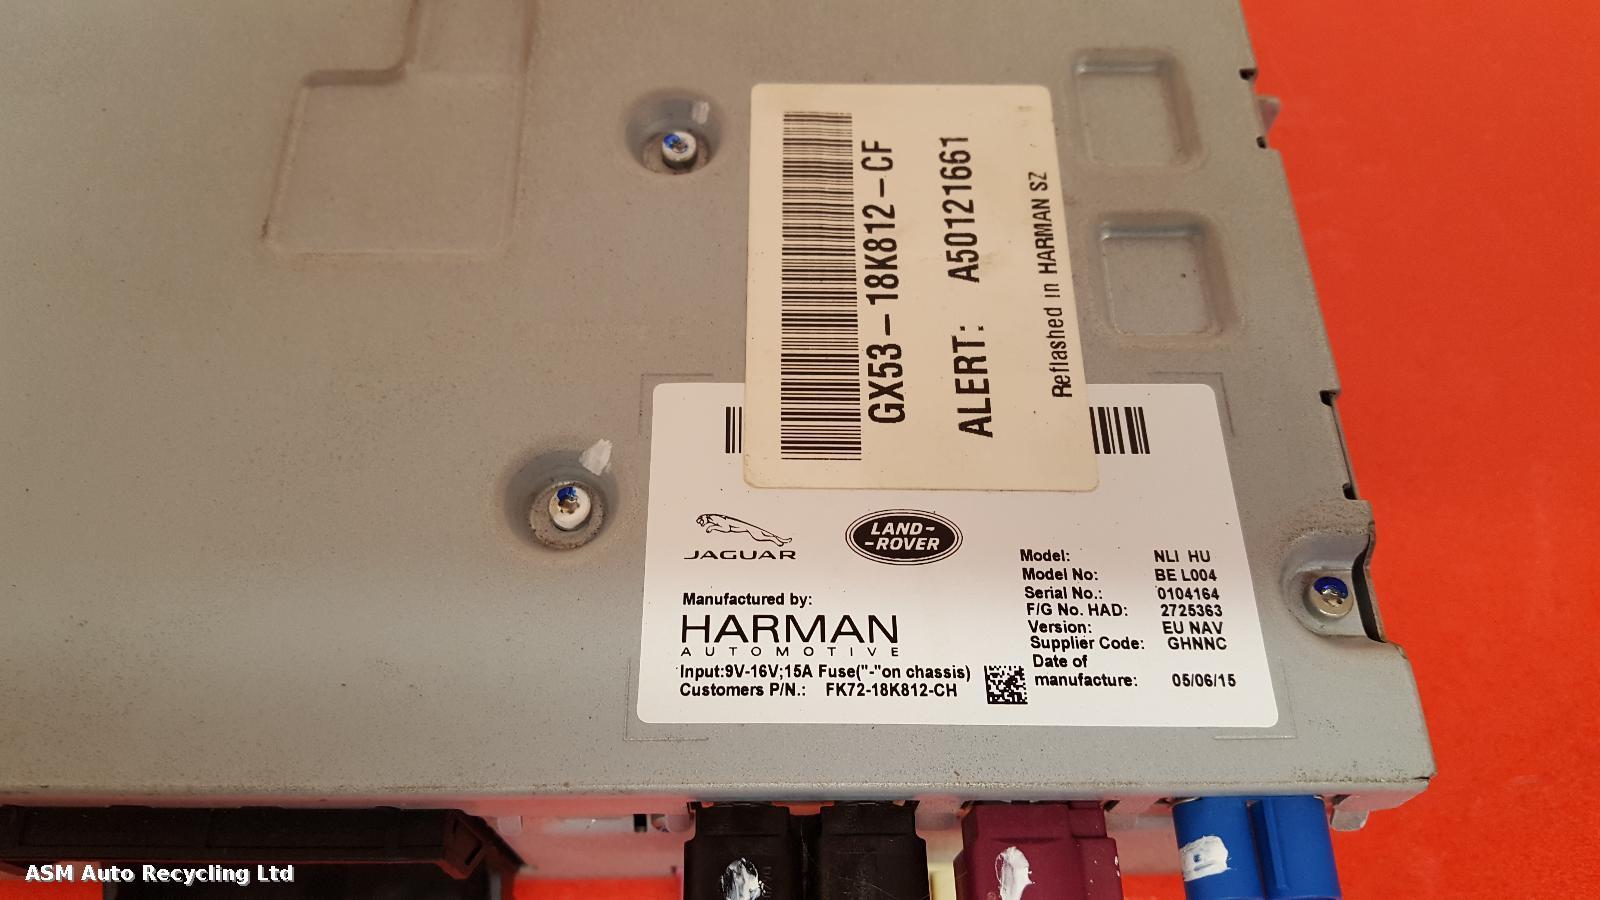 GX53-18K812-CF
ALERT: A50121661
Reflashed in HARMAN SZ
JAGUAR
LAND-
-ROVER
Manufactured by:
HARMAN
AUTOMOTIVE
Input:9V-16V;15A Fuse("-"on chassis)
Customers P/N.: FK72-18K812-CH
Model: NLI HU
Model No: BE L004
Serial No.: 0104164
F/G No. HAD: 2725363
Version: EU NAV
Supplier Code: GHNNC
Date of
manufacture: 05/06/15
ASM Auto Recycling Ltd